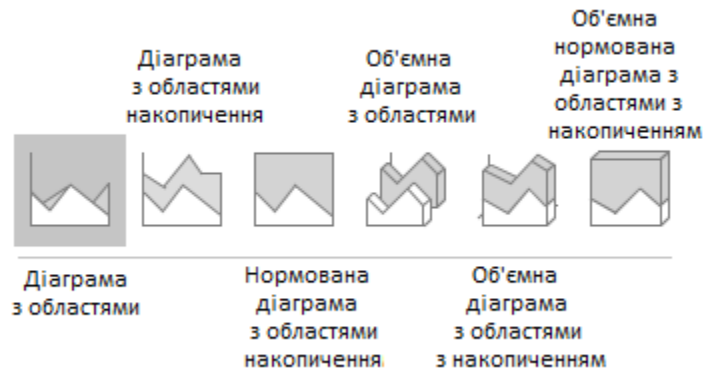 Діаграма
з областями
накопичення
Об'ємна
діаграма
з областями
Об'ємна
нормована
діаграма з
областями з
накопиченням
Діаграма
з областями
Нормована
діаграма
з областями
накопичення
Об'ємна
діаграма
з областями
з накопиченням